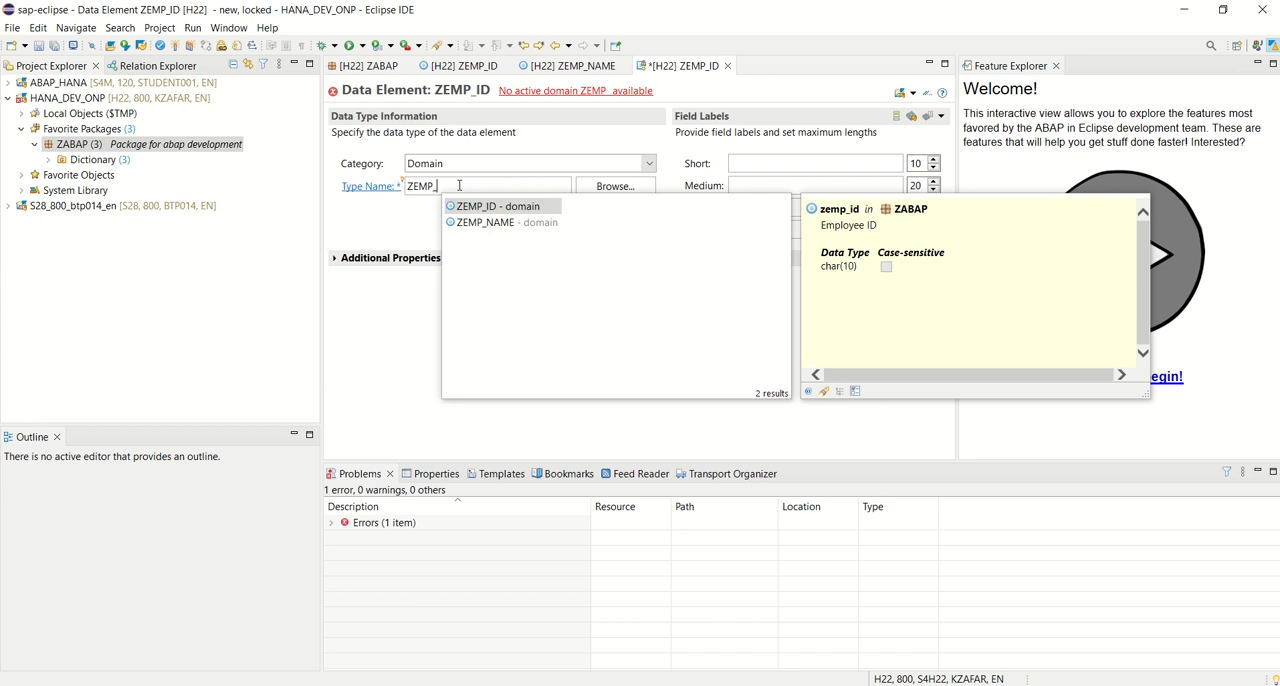 sap-eclipse - Data Element ZEMP_ID [H22] - new, locked - HANA_DEV_ONP - Eclipse IDE
File Edit Navigate Search Project Run Window Help
Project Explorer
Relation Explorer
ABAP_HANA [S4M, 120, STUDENT001, EN]
HANA_DEV_ONP [H22, 800, KZAFAR, EN]
Local Objects ($TMP)
Favorite Packages (3)
ZABAP (3) Package for abap development
Dictionary (3)
Favorite Objects
System Library
S28_800_btp014_en [S28, 800, BTP014, EN]
Outline
There is no active editor that provides an outline.
[H22] ZABAP
[H22] ZEMP_ID
[H22] ZEMP_NAME
*[H22] ZEMP_ID
Data Element: ZEMP_ID No active domain ZEMP_ available
Data Type Information
Specify the data type of the data element
Category: Domain
Type Name: * ZEMP_ Browse...
Additional Properties
Field Labels
Provide field labels and set maximum lengths
Short: 10
Medium: 20
ZEMP_ID - domain
ZEMP_NAME - domain
2 results
zemp_id in ZABAP
Employee ID
Data Type Case-sensitive
char(10)
Feature Explorer
Welcome!
This interactive view allows you to explore the features most
favored by the ABAP in Eclipse development team. These are
features that will help you get stuff done faster! Interested?
egin!
Problems
Properties
Templates
Bookmarks
Feed Reader
Transport Organizer
1 error, 0 warnings, 0 others
Description Resource Path Location Type
Errors (1 item)
H22, 800, S4H22, KZAFAR, EN